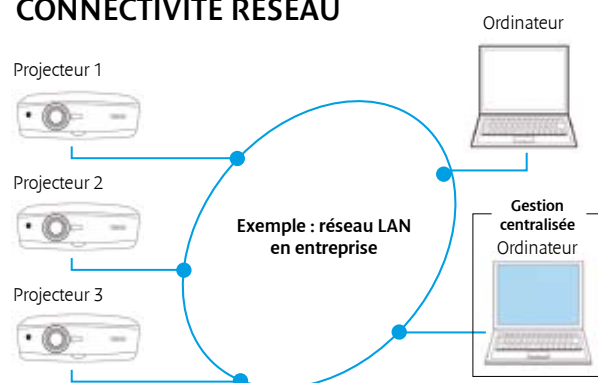 CONNECTIVITÉ RÉSEAU
Ordinateur
Projecteur 1
Projecteur 2
Exemple : réseau LAN
en entreprise
Gestion
centralisée
Ordinateur
Projecteur 3